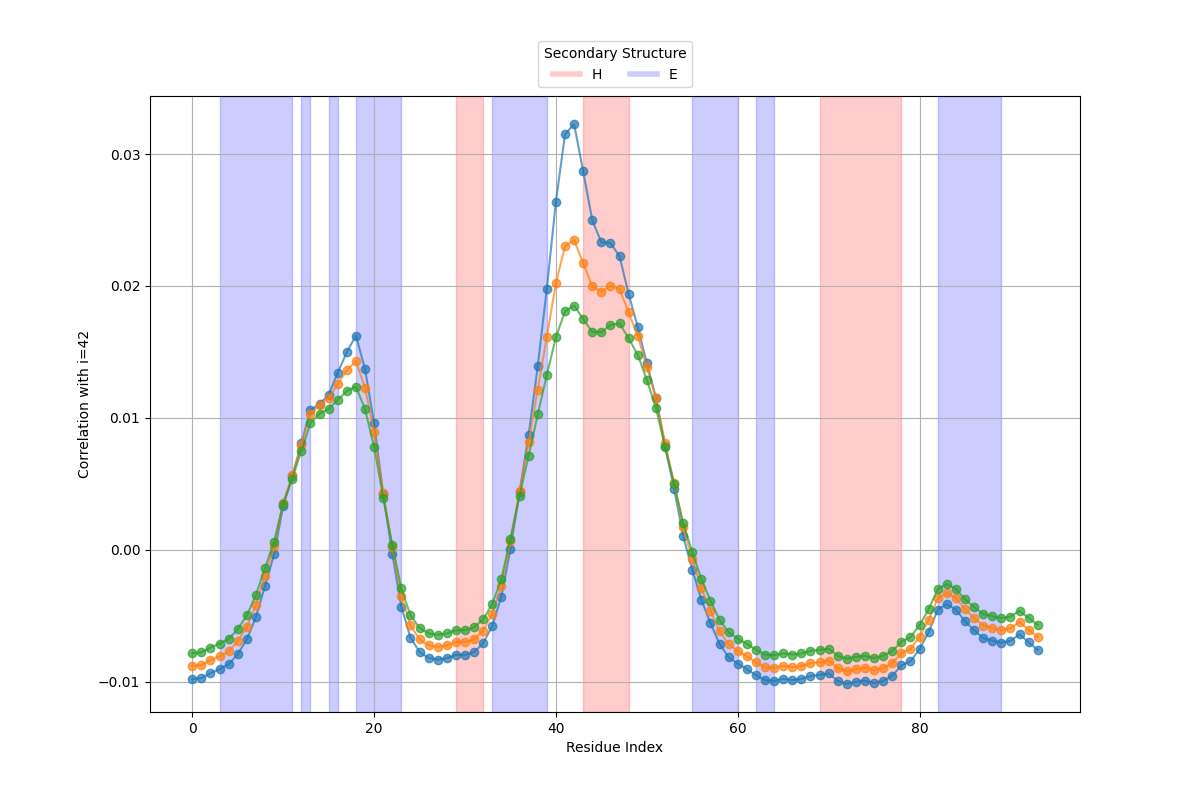 Secondary Structure
H E
0.03
0.02
0.01
0.00
−0.01
Correlation with i=42
0 20 40 60 80
Residue Index